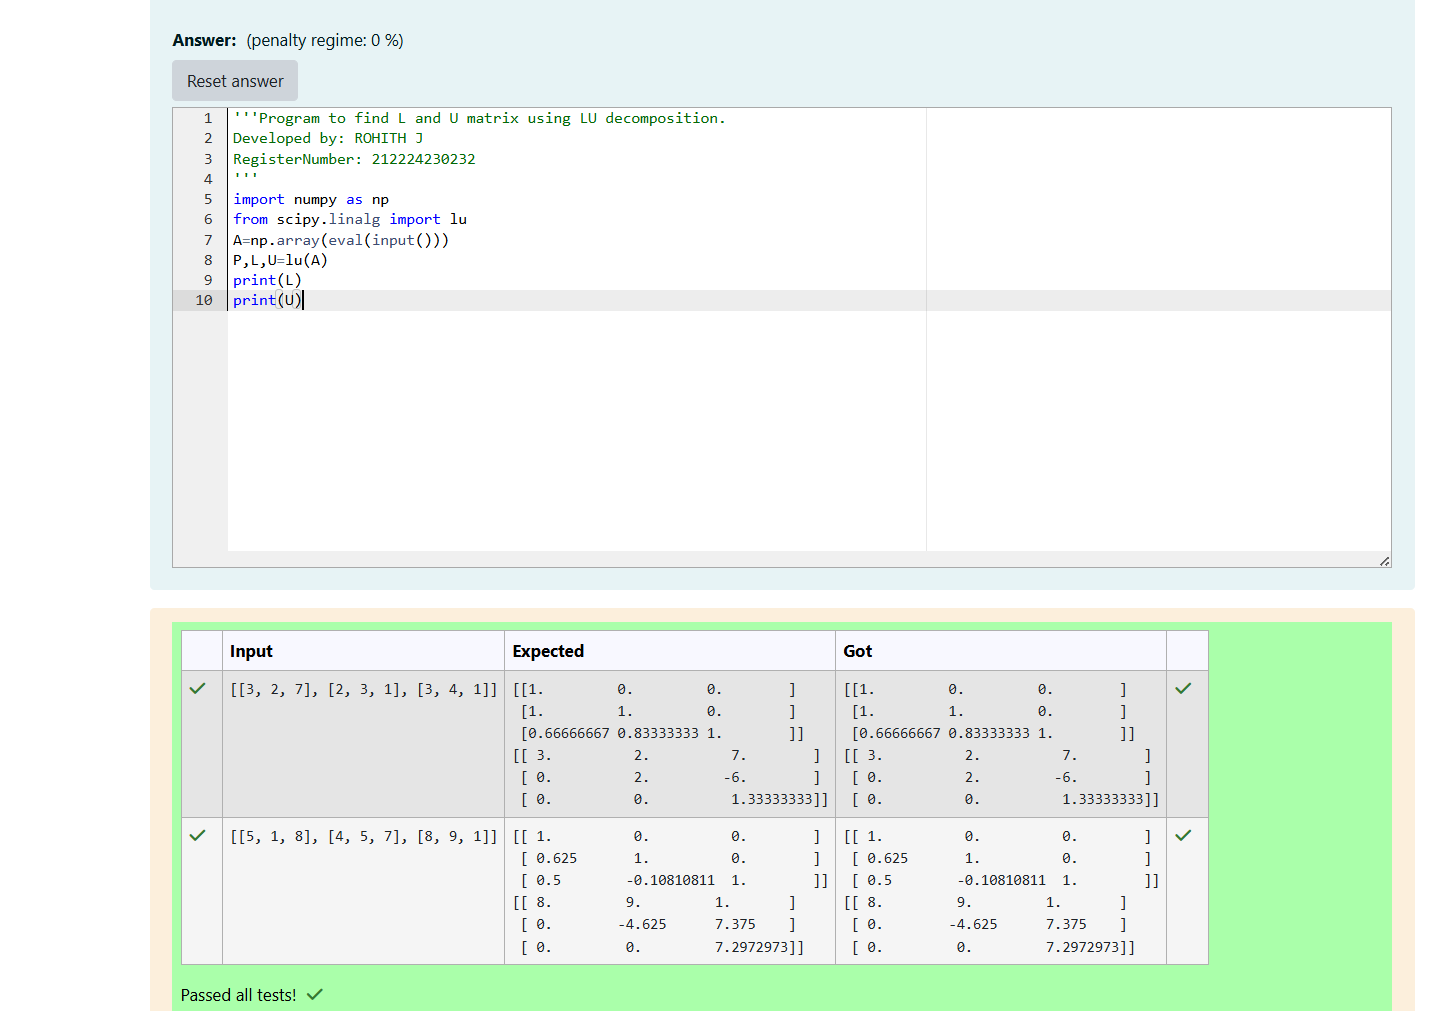 Answer: (penalty regime: 0 %)
Reset answer
1 '''Program to find L and U matrix using LU decomposition.
2 Developed by: ROHITH J
3 RegisterNumber: 212224230232
4 '''
5 import numpy as np
6 from scipy.linalg import lu
7 A=np.array(eval(input()))
8 P,L,U=lu(A)
9 print(L)
10 print(U)
Input Expected Got
[[3, 2, 7], [2, 3, 1], [3, 4, 1]] [[1. 0. 0. ] [[1. 0. 0. ]
[1. 1. 0. ] [1. 1. 0. ]
[0.66666667 0.83333333 1. ]] [0.66666667 0.83333333 1. ]]
[[ 3. 2. 7. ] [[ 3. 2. 7. ]
[ 0. 2. -6. ] [ 0. 2. -6. ]
[ 0. 0. 1.33333333]] [ 0. 0. 1.33333333]]
[[5, 1, 8], [4, 5, 7], [8, 9, 1]] [[ 1. 0. 0. ] [[ 1. 0. 0. ]
[ 0.625 1. 0. ] [ 0.625 1. 0. ]
[ 0.5 -0.10810811 1. ]] [ 0.5 -0.10810811 1. ]]
[[ 8. 9. 1. ] [[ 8. 9. 1. ]
[ 0. -4.625 7.375 ] [ 0. -4.625 7.375 ]
[ 0. 0. 7.2972973]] [ 0. 0. 7.2972973]]
Passed all tests!